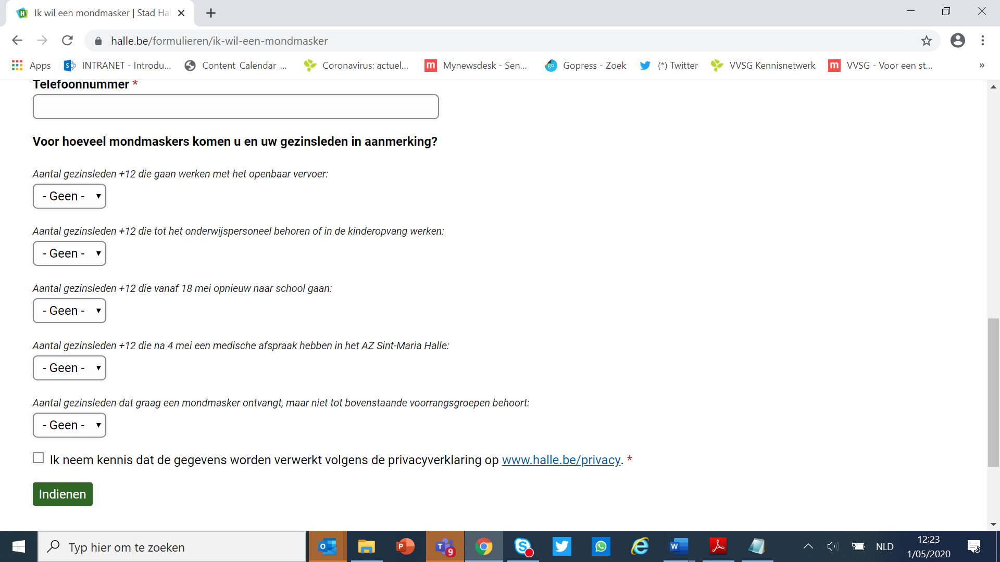 Ik wil een mondmasker | Stad Ha
halle.be/formulieren/ik-wil-een-mondmasker
Apps INTRANET - Introdu... Content_Calendar_... Coronavirus: actuel... m Mynewsdesk - Sen... go Gopress - Zoek (*) Twitter VVSG Kennisnetwerk m VVSG - Voor een st... »
Telefoonnummer *
Voor hoeveel mondmaskers komen u en uw gezinsleden in aanmerking?
Aantal gezinsleden +12 die gaan werken met het openbaar vervoer:
- Geen -
Aantal gezinsleden +12 die tot het onderwijspersoneel behoren of in de kinderopvang werken:
- Geen -
Aantal gezinsleden +12 die vanaf 18 mei opnieuw naar school gaan:
- Geen -
Aantal gezinsleden +12 die na 4 mei een medische afspraak hebben in het AZ Sint-Maria Halle:
- Geen -
Aantal gezinsleden dat graag een mondmasker ontvangt, maar niet tot bovenstaande voorrangsgroepen behoort:
- Geen -
Ik neem kennis dat de gegevens worden verwerkt volgens de privacyverklaring op www.halle.be/privacy. *
Indienen
Typ hier om te zoeken
9
NLD
12:23
1/05/2020